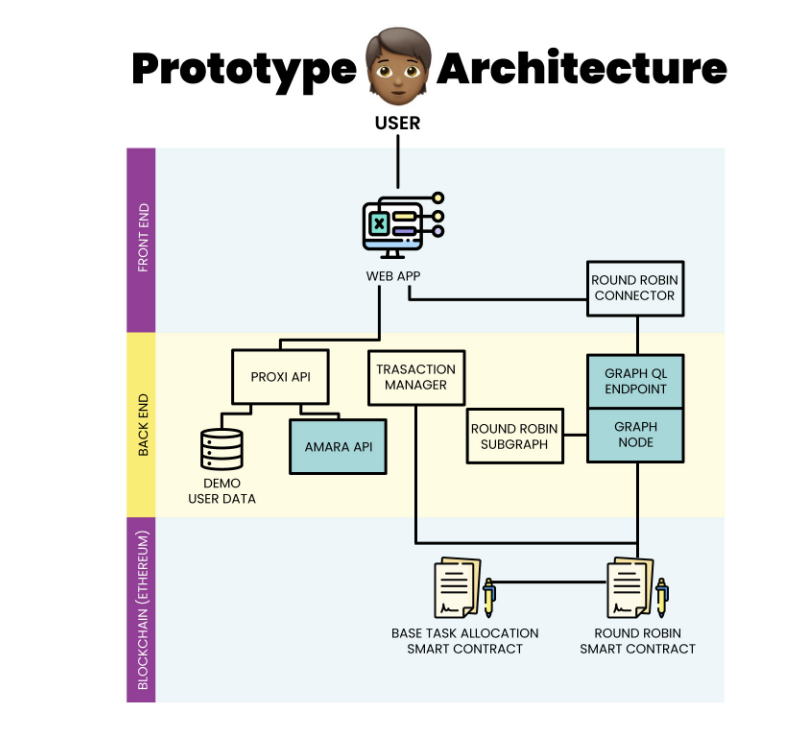 Prototype Architecture
USER
FRONT END
WEB APP
ROUND ROBIN
CONNECTOR
BACK END
PROXI API
TRASACTION
MANAGER
GRAPH QL
ENDPOINT
ROUND ROBIN
SUBGRAPH
GRAPH
NODE
AMARA API
DEMO
USER DATA
BLOCKCHAIN (ETHEREUM)
BASE TASK ALLOCATION
SMART CONTRACT
ROUND ROBIN
SMART CONTRACT